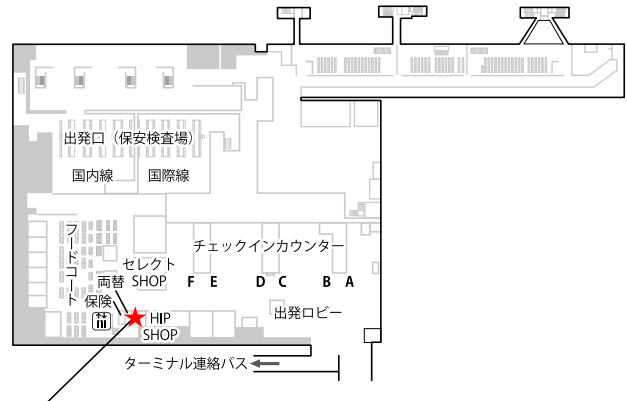 出発口（保安検査場）
国内線
国際線
フードコート
チェックインカウンター
セレクト
SHOP
F E D C B A
両替
保険
HIP
SHOP
出発ロビー
ターミナル連絡バス